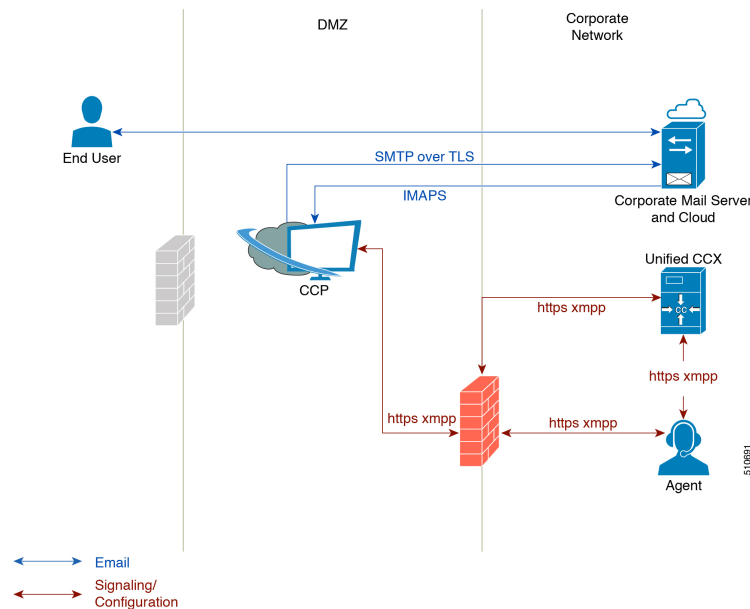 DMZ
Corporate
Network
End User
SMTP over TLS
IMAPS
Corporate Mail Server
and Cloud
Unified CCX
CC
CCP
https xmpp
https xmpp
https xmpp
https xmpp
Agent
510691
Email
Signaling/
Configuration